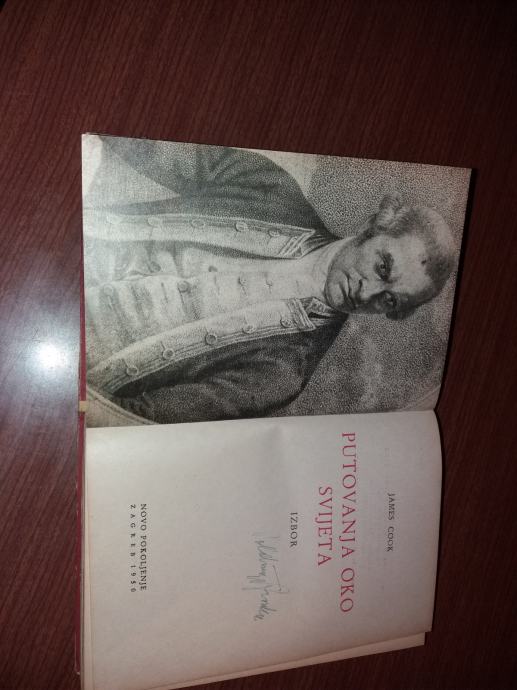 JAMES COOK
PUTOVANJA OKO
SVIJETA
IZBOR
NOVO POKOLJENJE
ZAGREB 1950